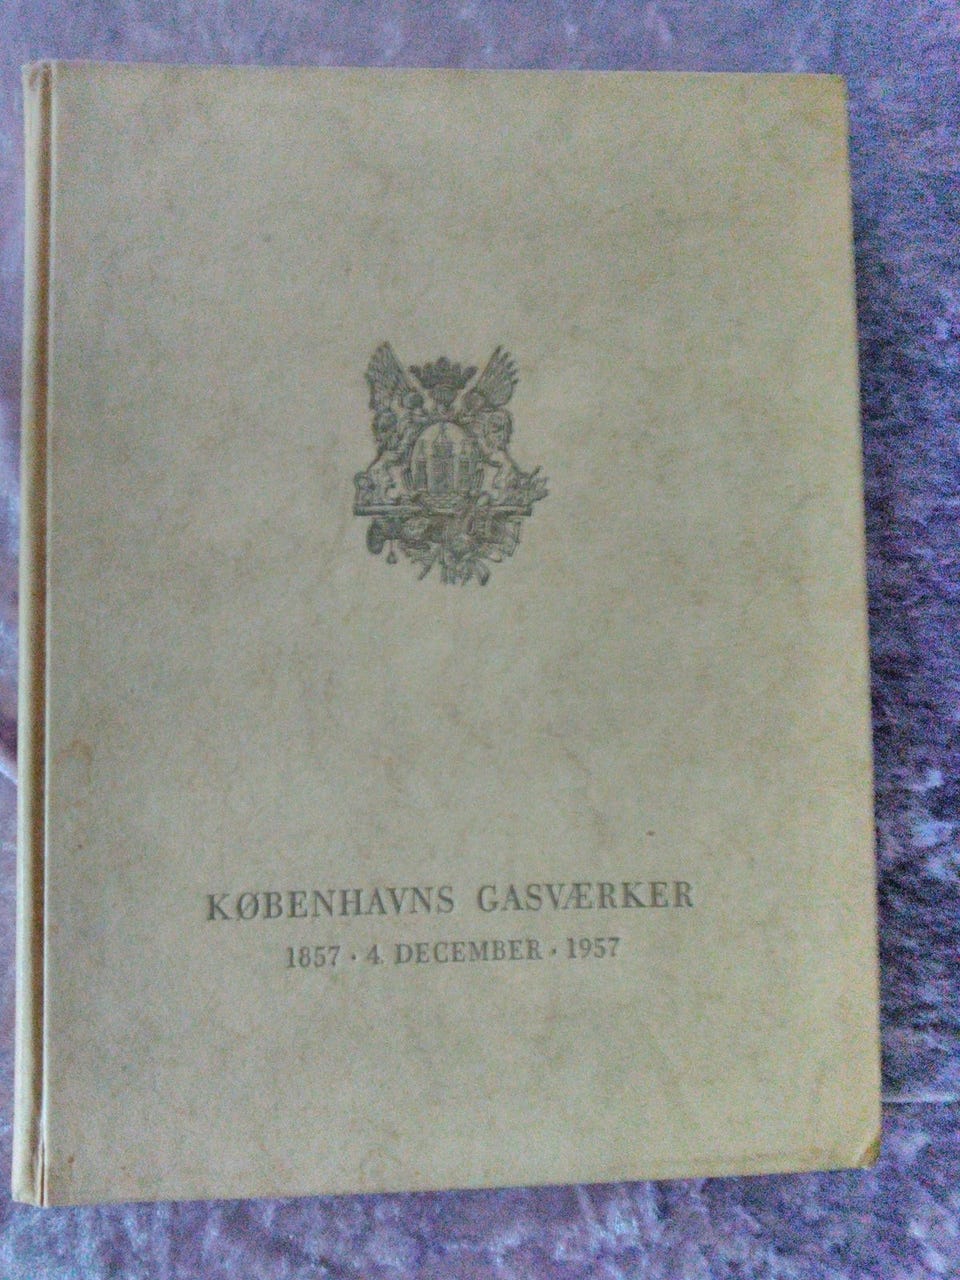 KØBENHAVNS GASVÆRKER
1857 · 4. DECEMBER · 1957